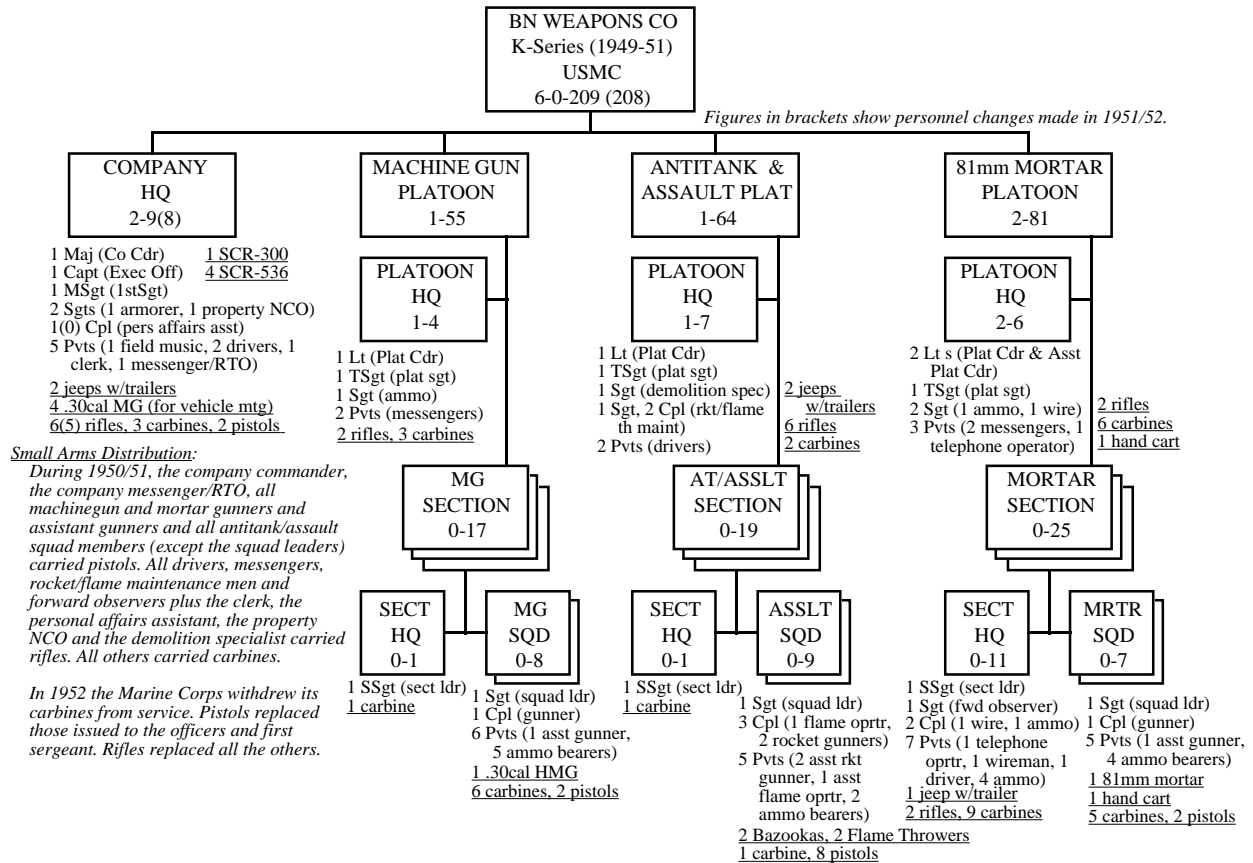 BN WEAPONS CO
K-Series (1949-51)
USMC
6-0-209 (208)
Figures in brackets show personnel changes made in 1951/52.
COMPANY
HQ
2-9(8)
1 Maj (Co Cdr)
1 Capt (Exec Off)
1 MSgt (1stSgt)
2 Sgts (1 armorer, 1 property NCO)
1(0) Cpl (pers affairs asst)
5 Pvts (1 field music, 2 drivers, 1
clerk, 1 messenger/RTO)
1 SCR-300
4 SCR-536
2 jeeps w/trailers
4 .30cal MG (for vehicle mtg)
6(5) rifles, 3 carbines, 2 pistols
Small Arms Distribution:
During 1950/51, the company commander,
the company messenger/RTO, all
machinegun and mortar gunners and
assistant gunners and all antitank/assault
squad members (except the squad leaders)
carried pistols. All drivers, messengers,
rocket/flame maintenance men and
forward observers plus the clerk, the
personal affairs assistant, the property
NCO and the demolition specialist carried
rifles. All others carried carbines.
In 1952 the Marine Corps withdrew its
carbines from service. Pistols replaced
those issued to the officers and first
sergeant. Rifles replaced all the others.
MACHINE GUN
PLATOON
1-55
PLATOON
HQ
1-4
1 Lt (Plat Cdr)
1 TSgt (plat sgt)
1 Sgt (ammo)
2 Pvts (messengers)
2 rifles, 3 carbines
MG
SECTION
0-17
SECT
HQ
0-1
1 SSgt (sect ldr)
1 carbine
MG
SQD
0-8
1 Sgt (squad ldr)
1 Cpl (gunner)
6 Pvts (1 asst gunner,
5 ammo bearers)
1 .30cal HMG
6 carbines, 2 pistols
ANTITANK &
ASSAULT PLAT
1-64
PLATOON
HQ
1-7
1 Lt (Plat Cdr)
1 TSgt (plat sgt)
1 Sgt (demolition spec)
1 Sgt, 2 Cpl (rkt/flame
th maint)
2 Pvts (drivers)
2 jeeps
w/trailers
6 rifles
2 carbines
AT/ASSLT
SECTION
0-19
SECT
HQ
0-1
1 SSgt (sect ldr)
1 carbine
ASSLT
SQD
0-9
1 Sgt (squad ldr)
3 Cpl (1 flame oprtr,
2 rocket gunners)
5 Pvts (2 asst rkt
gunner, 1 asst
flame oprtr, 2
ammo bearers)
2 Bazookas, 2 Flame Throwers
1 carbine, 8 pistols
81mm MORTAR
PLATOON
2-81
PLATOON
HQ
2-6
2 Lt s (Plat Cdr & Asst
Plat Cdr)
1 TSgt (plat sgt)
2 Sgt (1 ammo, 1 wire)
3 Pvts (2 messengers, 1
telephone operator)
2 rifles
6 carbines
1 hand cart
MORTAR
SECTION
0-25
SECT
HQ
0-11
1 SSgt (sect ldr)
1 Sgt (fwd observer)
2 Cpl (1 wire, 1 ammo)
7 Pvts (1 telephone
oprtr, 1 wireman, 1
driver, 4 ammo)
1 jeep w/trailer
2 rifles, 9 carbines
MRTR
SQD
0-7
1 Sgt (squad ldr)
1 Cpl (gunner)
5 Pvts (1 asst gunner,
4 ammo bearers)
1 81mm mortar
1 hand cart
5 carbines, 2 pistols